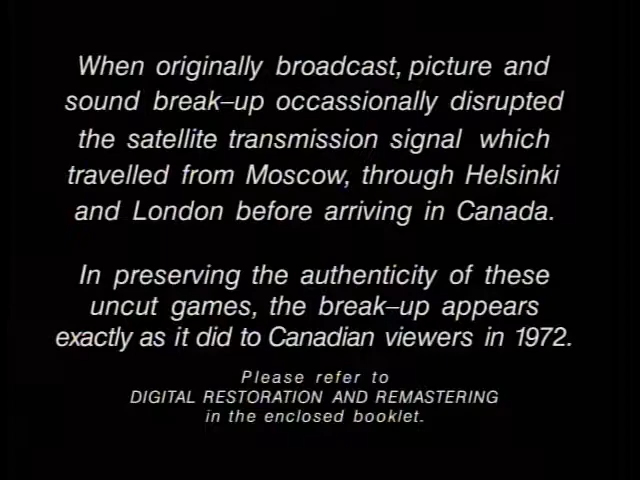 When originally broadcast, picture and
sound break–up occassionally disrupted
the satellite transmission signal which
travelled from Moscow, through Helsinki
and London before arriving in Canada.
In preserving the authenticity of these
uncut games, the break–up appears
exactly as it did to Canadian viewers in 1972.
Please refer to
DIGITAL RESTORATION AND REMASTERING
in the enclosed booklet.